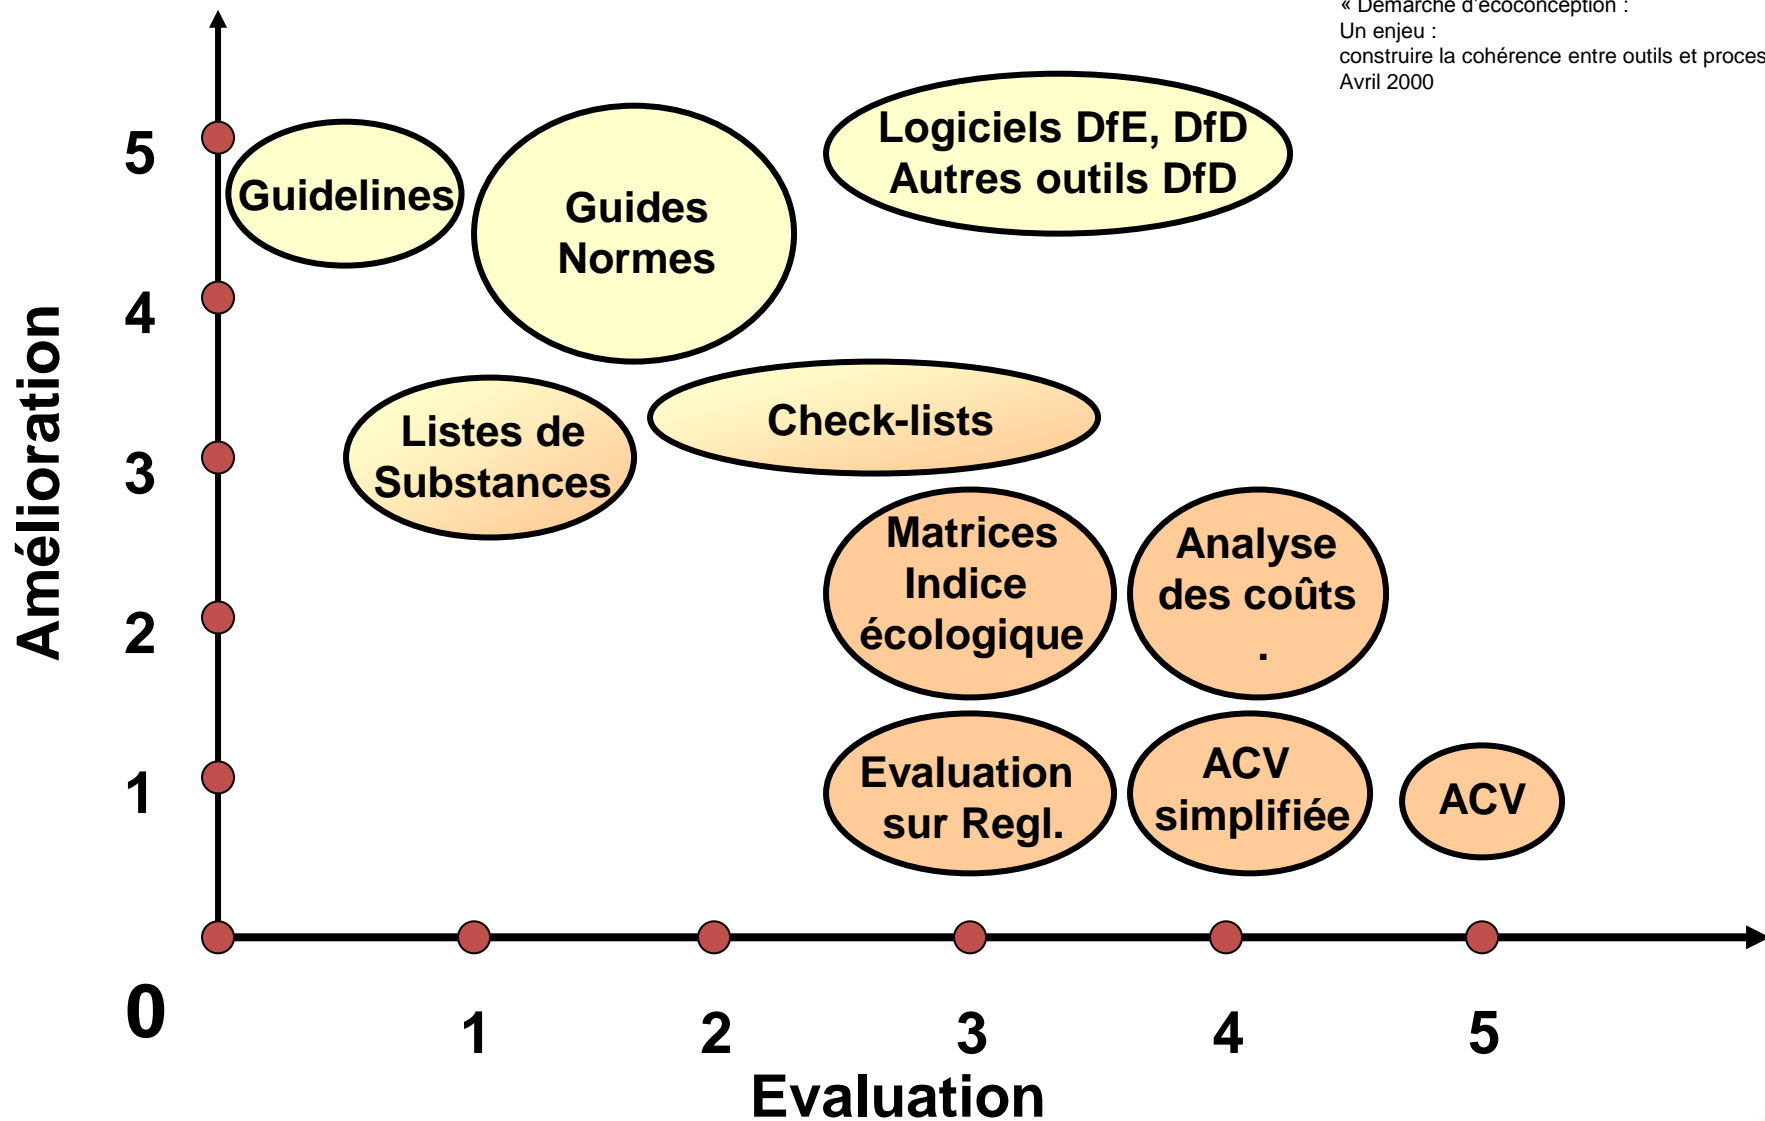 « Démarche d'écoconception :
Un enjeu :
construire la cohérence entre outils et proces
Avril 2000
5
4
3
2
1
0
Amélioration
Guidelines
Guides
Normes
Logiciels DfE, DfD
Autres outils DfD
Listes de
Substances
Check-lists
Matrices
Indice
écologique
Analyse
des coûts
.
Evaluation
sur Regl.
ACV
simplifiée
ACV
1
2
3
4
5
Evaluation